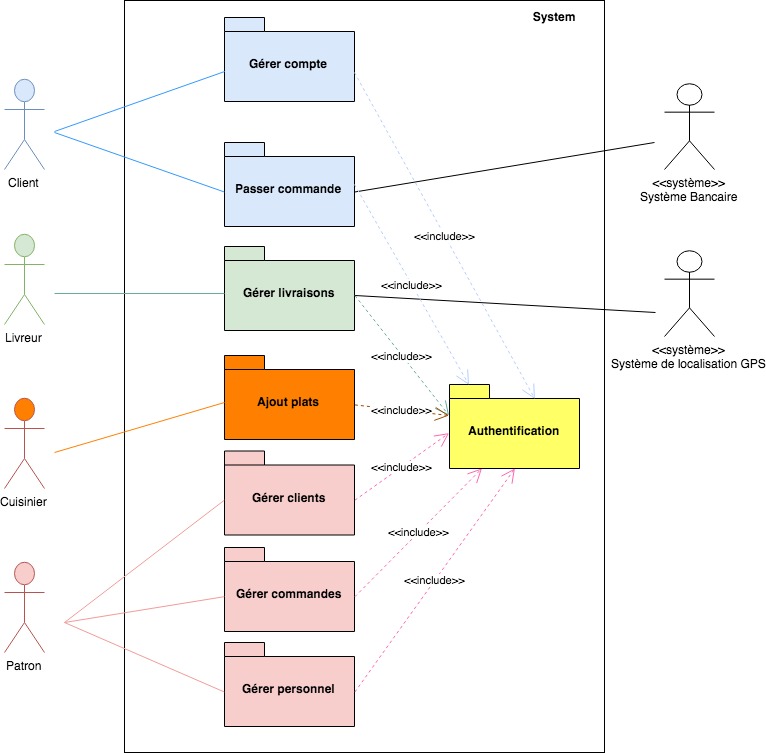 System
Gérer compte
Client
Passer commande
<<système>>
Système Bancaire
<<include>>
Livreur
Gérer livraisons
<<include>>
<<système>>
Système de localisation GPS
<<include>>
Ajout plats
<<include>>
Authentification
Cuisinier
<<include>>
Gérer clients
<<include>>
Gérer commandes
<<include>>
Patron
Gérer personnel